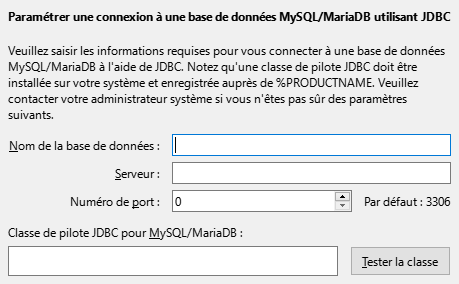 Paramétrer une connexion à une base de données MySQL/MariaDB utilisant JDBC
Veuillez saisir les informations requises pour vous connecter à une base de données
MySQL/MariaDB à l'aide de JDBC. Notez qu'une classe de pilote JDBC doit être
installée sur votre système et enregistrée auprès de %PRODUCTNAME. Veuillez
contacter votre administrateur système si vous n'êtes pas sûr des paramètres
suivants.
Nom de la base de données :
Serveur :
Numéro de port : 0 Par défaut : 3306
Classe de pilote JDBC pour MySQL/MariaDB :
Tester la classe